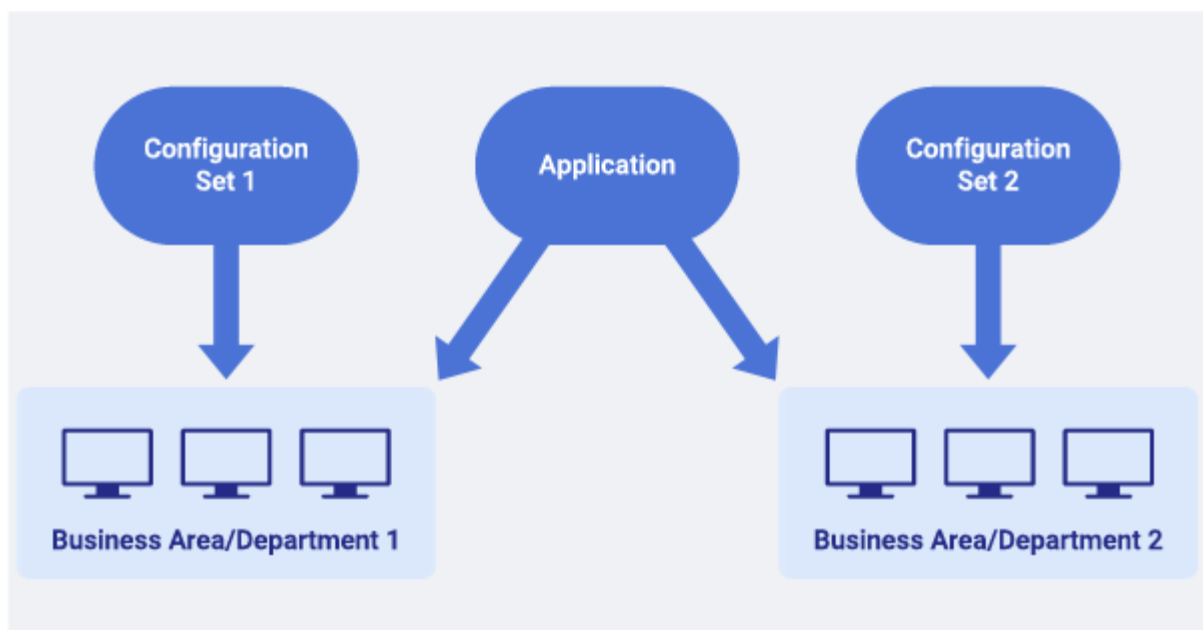 Configuration
Set 1
Application
Configuration
Set 2
Business Area/Department 1
Business Area/Department 2